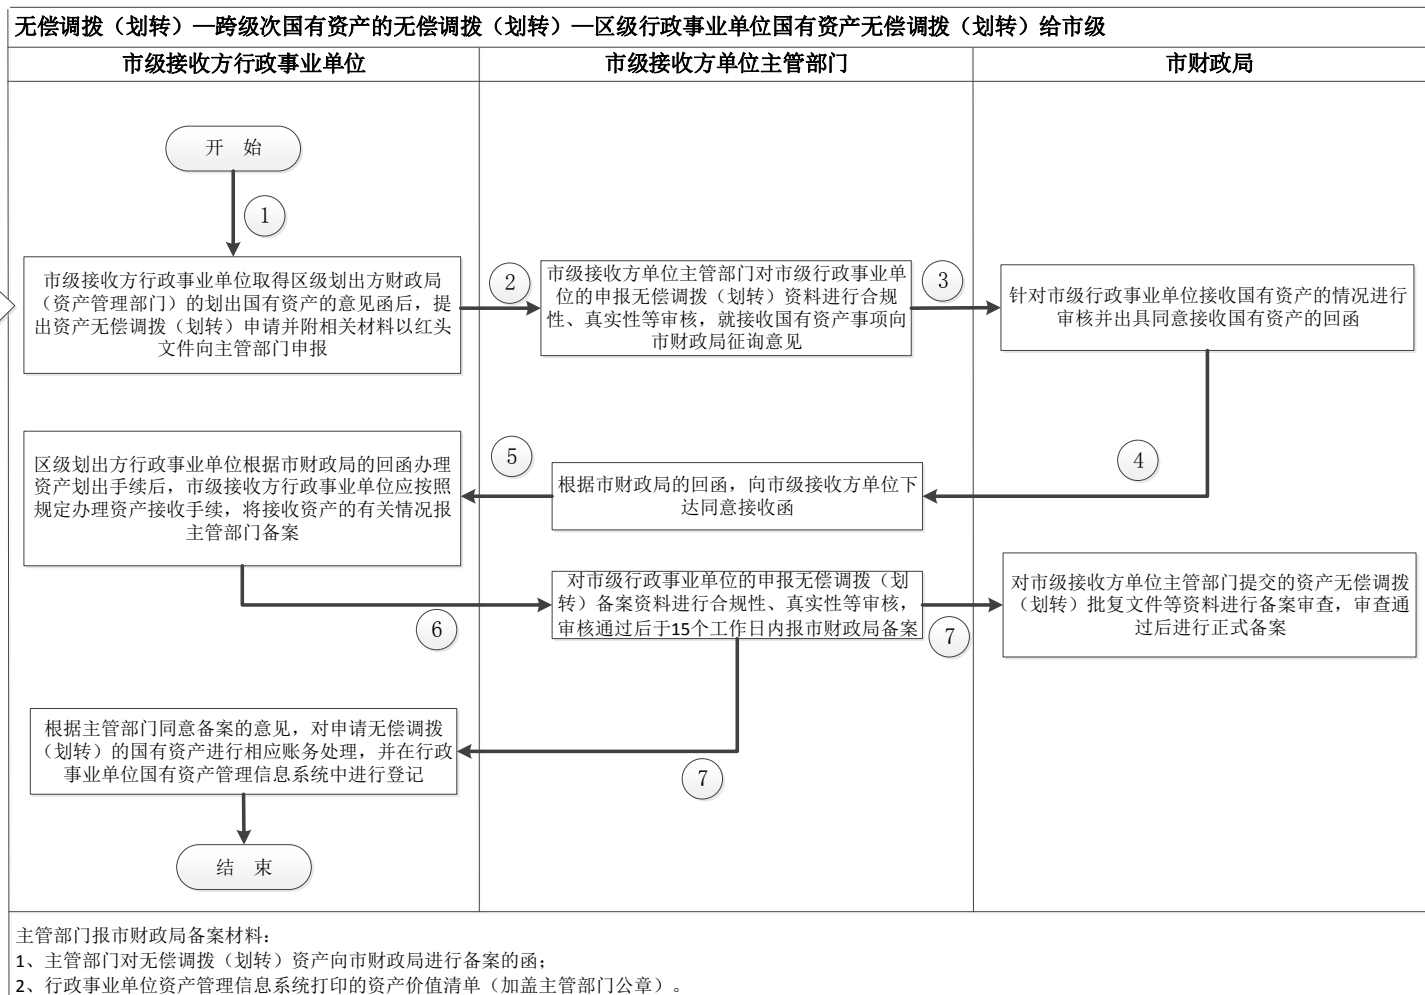 无偿调拨（划转）—跨级次国有资产的无偿调拨（划转）—区级行政事业单位国有资产无偿调拨（划转）给市级
市级接收方行政事业单位
市级接收方单位主管部门
市财政局
开 始
1
市级接收方行政事业单位取得区级划出方财政局
（资产管理部门）的划出国有资产的意见函后，提
出资产无偿调拨（划转）申请并附相关材料以红头
文件向主管部门申报
2
市级接收方单位主管部门对市级行政事业单
位的申报无偿调拨（划转）资料进行合规
性、真实性等审核，就接收国有资产事项向
市财政局征询意见
3
针对市级行政事业单位接收国有资产的情况进行
审核并出具同意接收国有资产的回函
4
根据市财政局的回函，向市级接收方单位下
达同意接收函
5
区级划出方行政事业单位根据市财政局的回函办理
资产划出手续后，市级接收方行政事业单位应按照
规定办理资产接收手续，将接收资产的有关情况报
主管部门备案
6
对市级行政事业单位的申报无偿调拨（划
转）备案资料进行合规性、真实性等审核，
审核通过后于15个工作日内报市财政局备案
7
对市级接收方单位主管部门提交的资产无偿调拨
（划转）批复文件等资料进行备案审查，审查通
过后进行正式备案
7
根据主管部门同意备案的意见，对申请无偿调拨
（划转）的国有资产进行相应账务处理，并在行政
事业单位国有资产管理信息系统中进行登记
结 束
主管部门报市财政局备案材料：
1、主管部门对无偿调拨（划转）资产向市财政局进行备案的函；
2、行政事业单位资产管理信息系统打印的资产价值清单（加盖主管部门公章）。